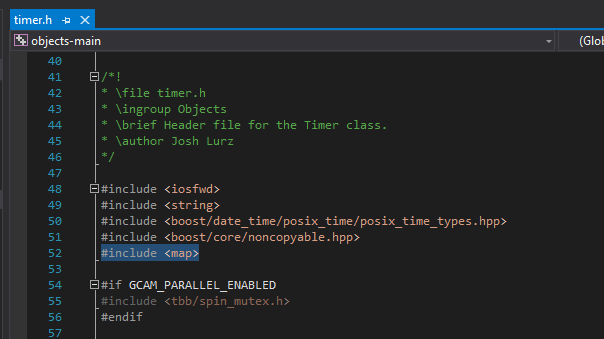 timer.h
objects-main
(Glob
40
41 /*!
42 * \file timer.h
43 * \ingroup Objects
44 * \brief Header file for the Timer class.
45 * \author Josh Lurz
46 */
47
48 #include <iosfwd>
49 #include <string>
50 #include <boost/date_time/posix_time/posix_time_types.hpp>
51 #include <boost/core/noncopyable.hpp>
52 #include <map>
53
54 #if GCAM_PARALLEL_ENABLED
55 #include <tbb/spin_mutex.h>
56 #endif
57